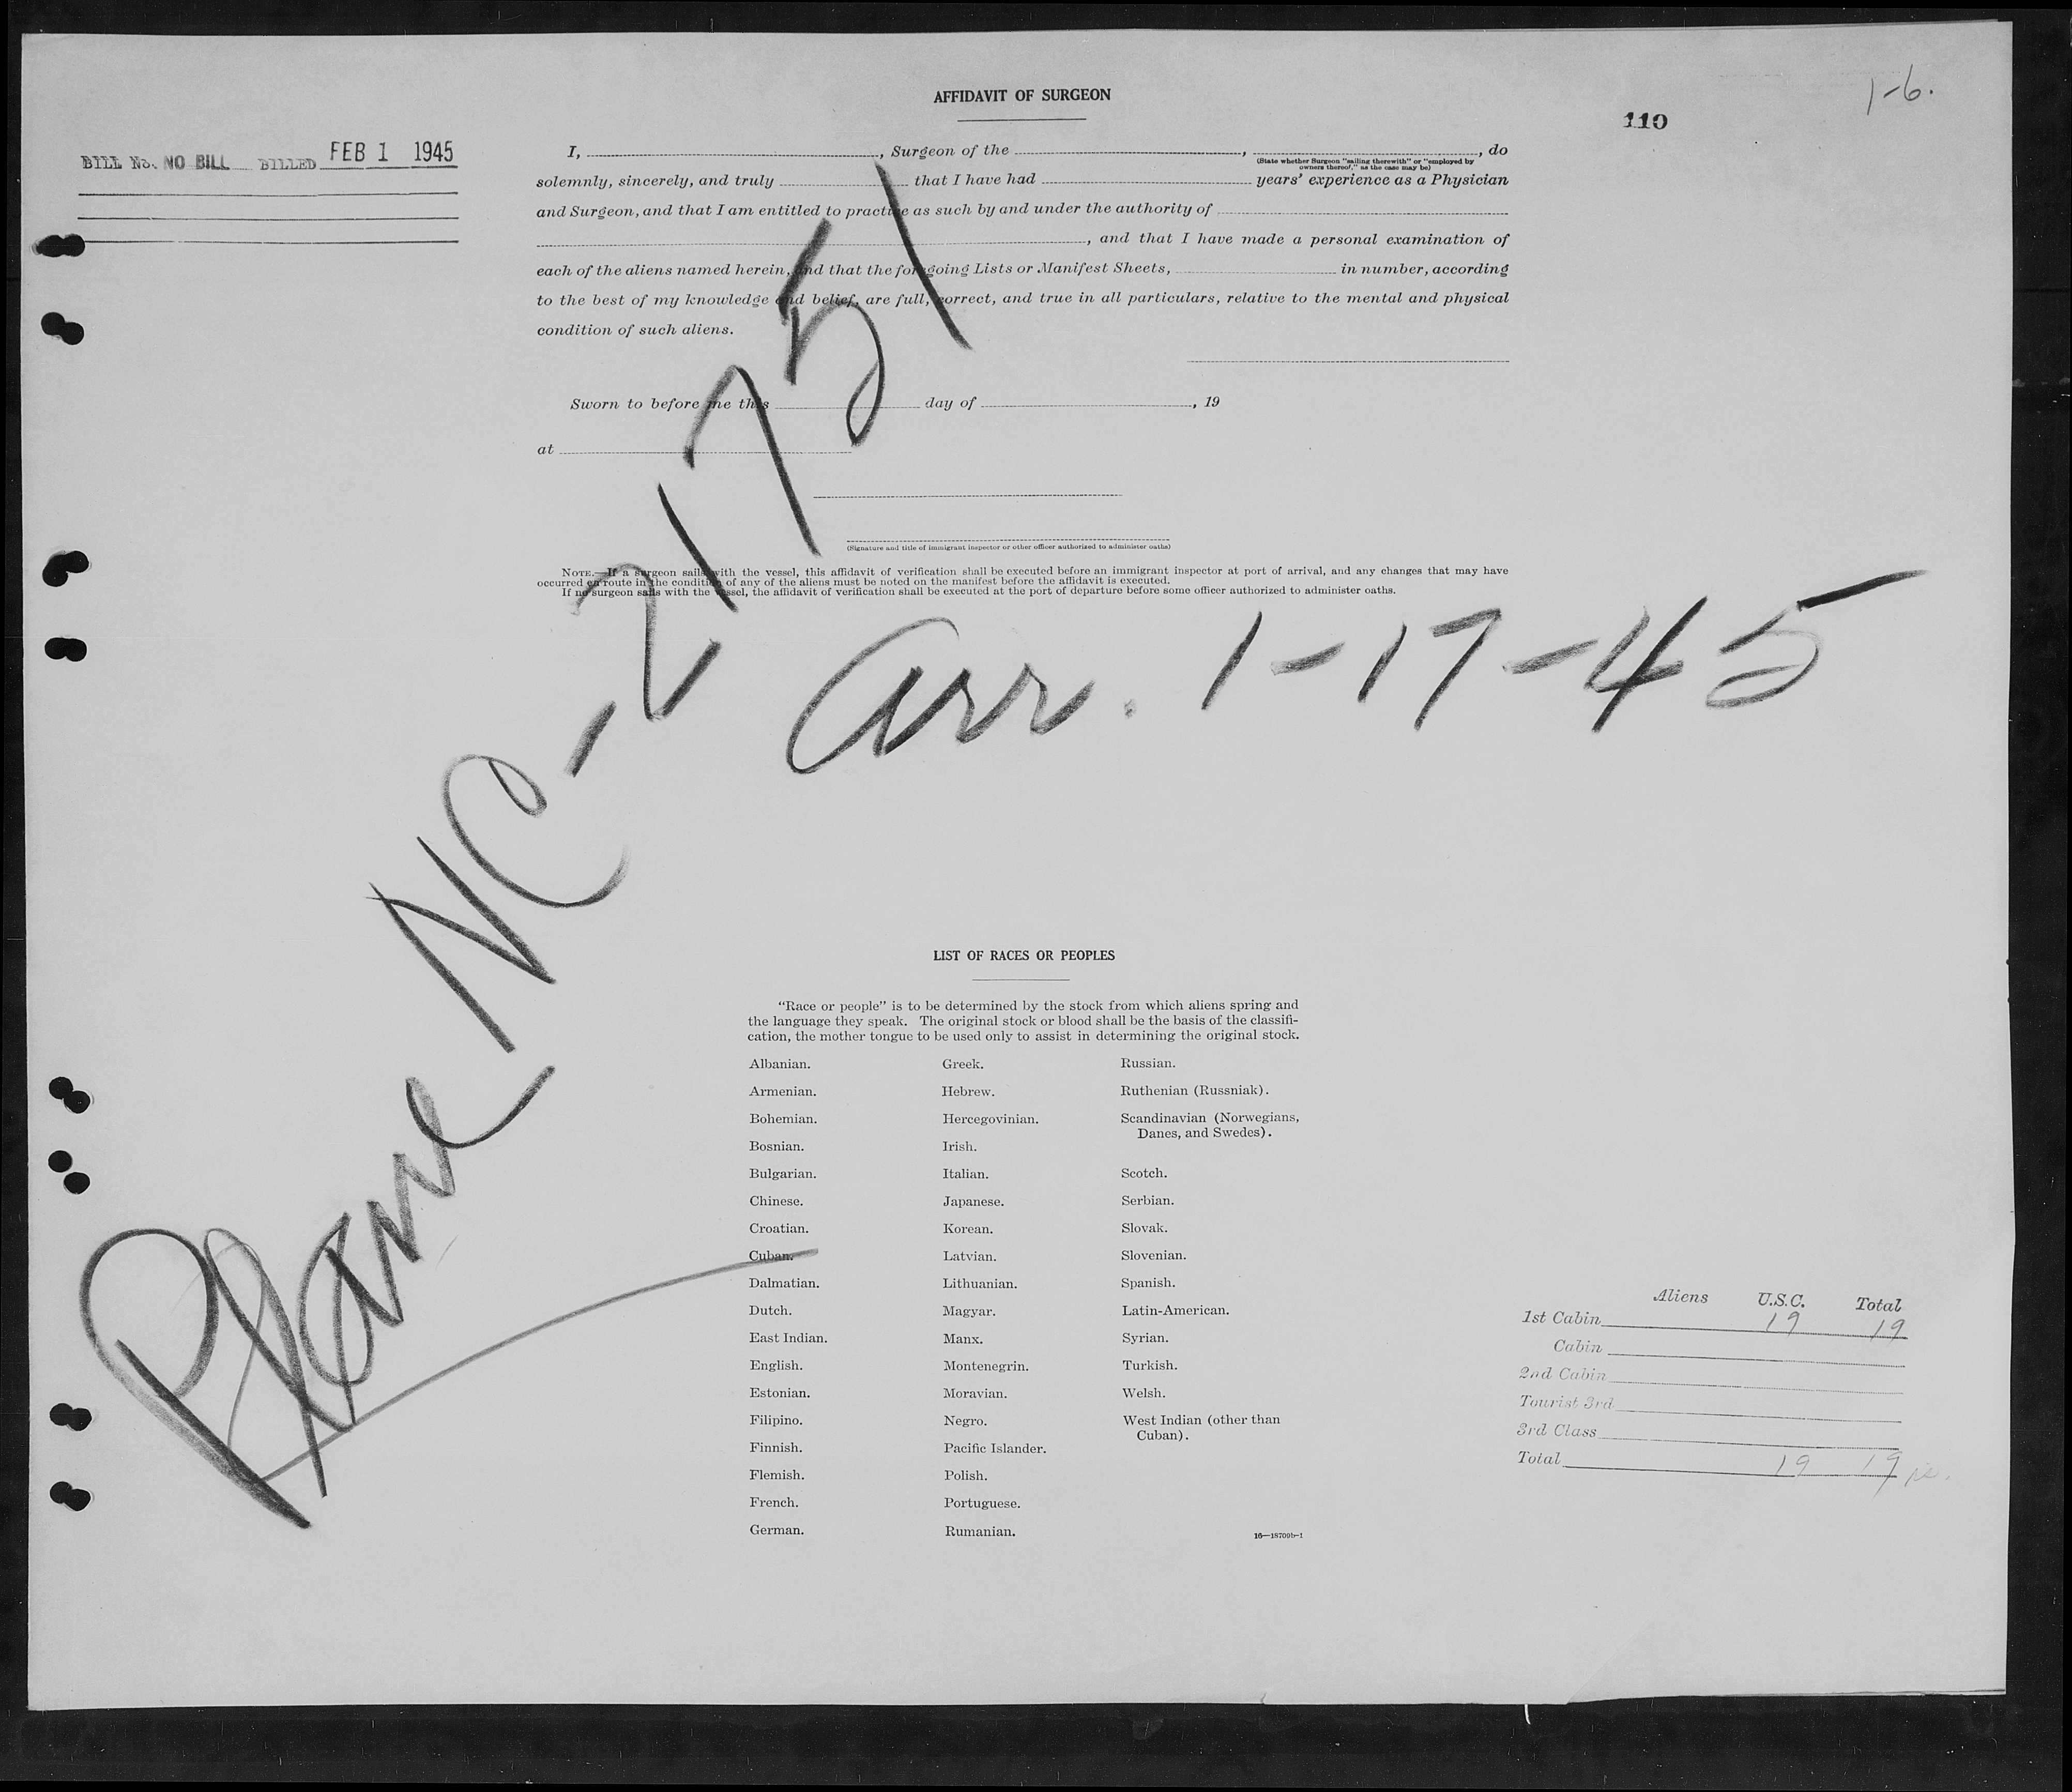 AFFIDAVIT OF SURGEON
1-6.
110
BILL No. NO BILL BILLED FEB 1 1945
I, , Surgeon of the , , do
(State whether Surgeon "sailing therewith" or "employed by
owners thereof," as the case may be)
solemnly, sincerely, and truly that I have had years' experience as a Physician
and Surgeon, and that I am entitled to practice as such by and under the authority of
, and that I have made a personal examination of
each of the aliens named herein, and that the foregoing Lists or Manifest Sheets, in number, according
to the best of my knowledge and belief, are full, correct, and true in all particulars, relative to the mental and physical
condition of such aliens.
Sworn to before me this day of , 19
at
(Signature and title of immigrant inspector or other officer authorized to administer oaths)
NOTE.—If a surgeon sails with the vessel, this affidavit of verification shall be executed before an immigrant inspector at port of arrival, and any changes that may have
occurred en route in the condition of any of the aliens must be noted on the manifest before the affidavit is executed.
If no surgeon sails with the vessel, the affidavit of verification shall be executed at the port of departure before some officer authorized to administer oaths.
Plane NC-21751
Arr. 1-17-45
LIST OF RACES OR PEOPLES
"Race or people" is to be determined by the stock from which aliens spring and
the language they speak. The original stock or blood shall be the basis of the classifi-
cation, the mother tongue to be used only to assist in determining the original stock.
Albanian.
Armenian.
Bohemian.
Bosnian.
Bulgarian.
Chinese.
Croatian.
Cuban.
Dalmatian.
Dutch.
East Indian.
English.
Estonian.
Filipino.
Finnish.
Flemish.
French.
German.
Greek.
Hebrew.
Hercegovinian.
Irish.
Italian.
Japanese.
Korean.
Latvian.
Lithuanian.
Magyar.
Manx.
Montenegrin.
Moravian.
Negro.
Pacific Islander.
Polish.
Portuguese.
Rumanian.
Russian.
Ruthenian (Russniak).
Scandinavian (Norwegians,
Danes, and Swedes).
Scotch.
Serbian.
Slovak.
Slovenian.
Spanish.
Latin-American.
Syrian.
Turkish.
Welsh.
West Indian (other than
Cuban).
16—18709b-1
Aliens U.S.C. Total
1st Cabin 19 19
Cabin
2nd Cabin
Tourist 3rd
3rd Class
Total 19 19